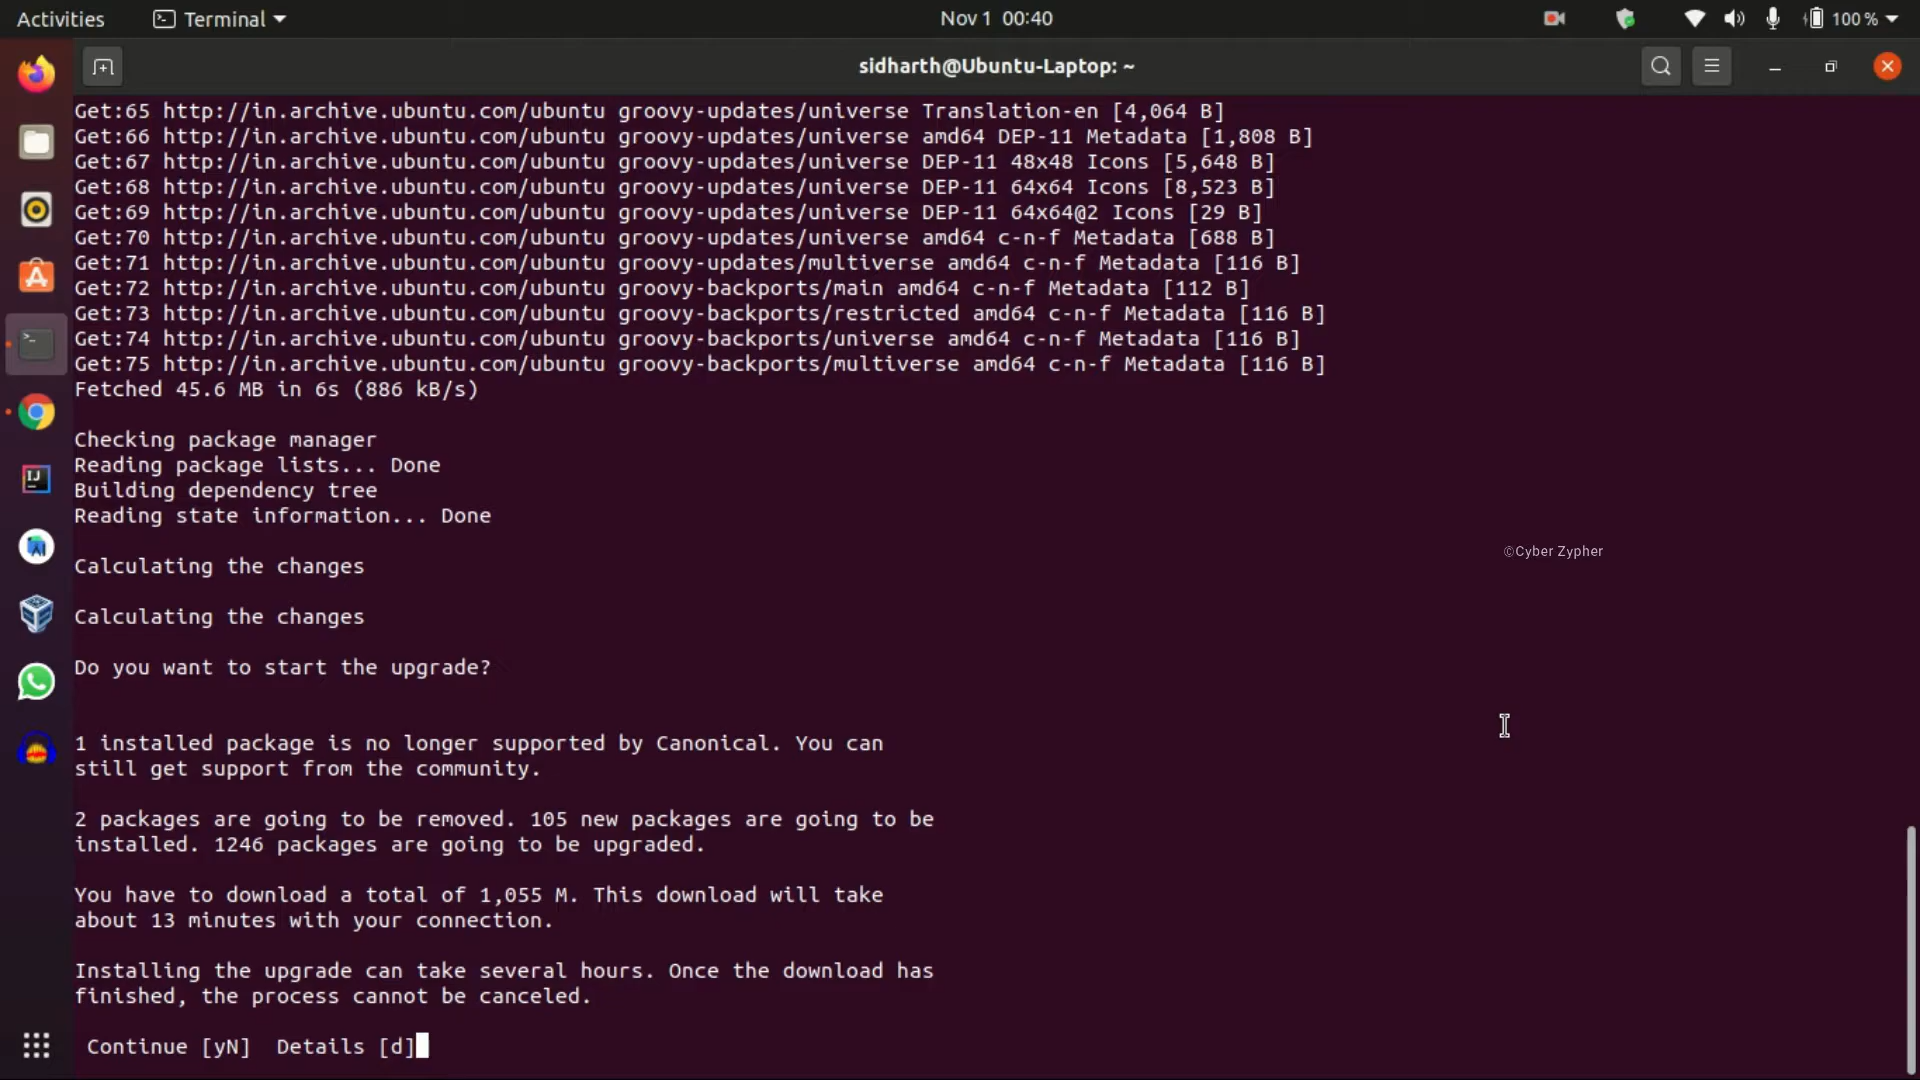 Activities
Terminal
Nov 1 00:40
100 %
sidharth@Ubuntu-Laptop: ~
Get:65 http://in.archive.ubuntu.com/ubuntu groovy-updates/universe Translation-en [4,064 B]
Get:66 http://in.archive.ubuntu.com/ubuntu groovy-updates/universe amd64 DEP-11 Metadata [1,808 B]
Get:67 http://in.archive.ubuntu.com/ubuntu groovy-updates/universe DEP-11 48x48 Icons [5,648 B]
Get:68 http://in.archive.ubuntu.com/ubuntu groovy-updates/universe DEP-11 64x64 Icons [8,523 B]
Get:69 http://in.archive.ubuntu.com/ubuntu groovy-updates/universe DEP-11 64x64@2 Icons [29 B]
Get:70 http://in.archive.ubuntu.com/ubuntu groovy-updates/universe amd64 c-n-f Metadata [688 B]
Get:71 http://in.archive.ubuntu.com/ubuntu groovy-updates/multiverse amd64 c-n-f Metadata [116 B]
Get:72 http://in.archive.ubuntu.com/ubuntu groovy-backports/main amd64 c-n-f Metadata [112 B]
Get:73 http://in.archive.ubuntu.com/ubuntu groovy-backports/restricted amd64 c-n-f Metadata [116 B]
Get:74 http://in.archive.ubuntu.com/ubuntu groovy-backports/universe amd64 c-n-f Metadata [116 B]
Get:75 http://in.archive.ubuntu.com/ubuntu groovy-backports/multiverse amd64 c-n-f Metadata [116 B]
Fetched 45.6 MB in 6s (886 kB/s)
Checking package manager
Reading package lists... Done
Building dependency tree
Reading state information... Done
©Cyber Zypher
Calculating the changes
Calculating the changes
Do you want to start the upgrade?
1 installed package is no longer supported by Canonical. You can
still get support from the community.
2 packages are going to be removed. 105 new packages are going to be
installed. 1246 packages are going to be upgraded.
You have to download a total of 1,055 M. This download will take
about 13 minutes with your connection.
Installing the upgrade can take several hours. Once the download has
finished, the process cannot be canceled.
Continue [yN]  Details [d]